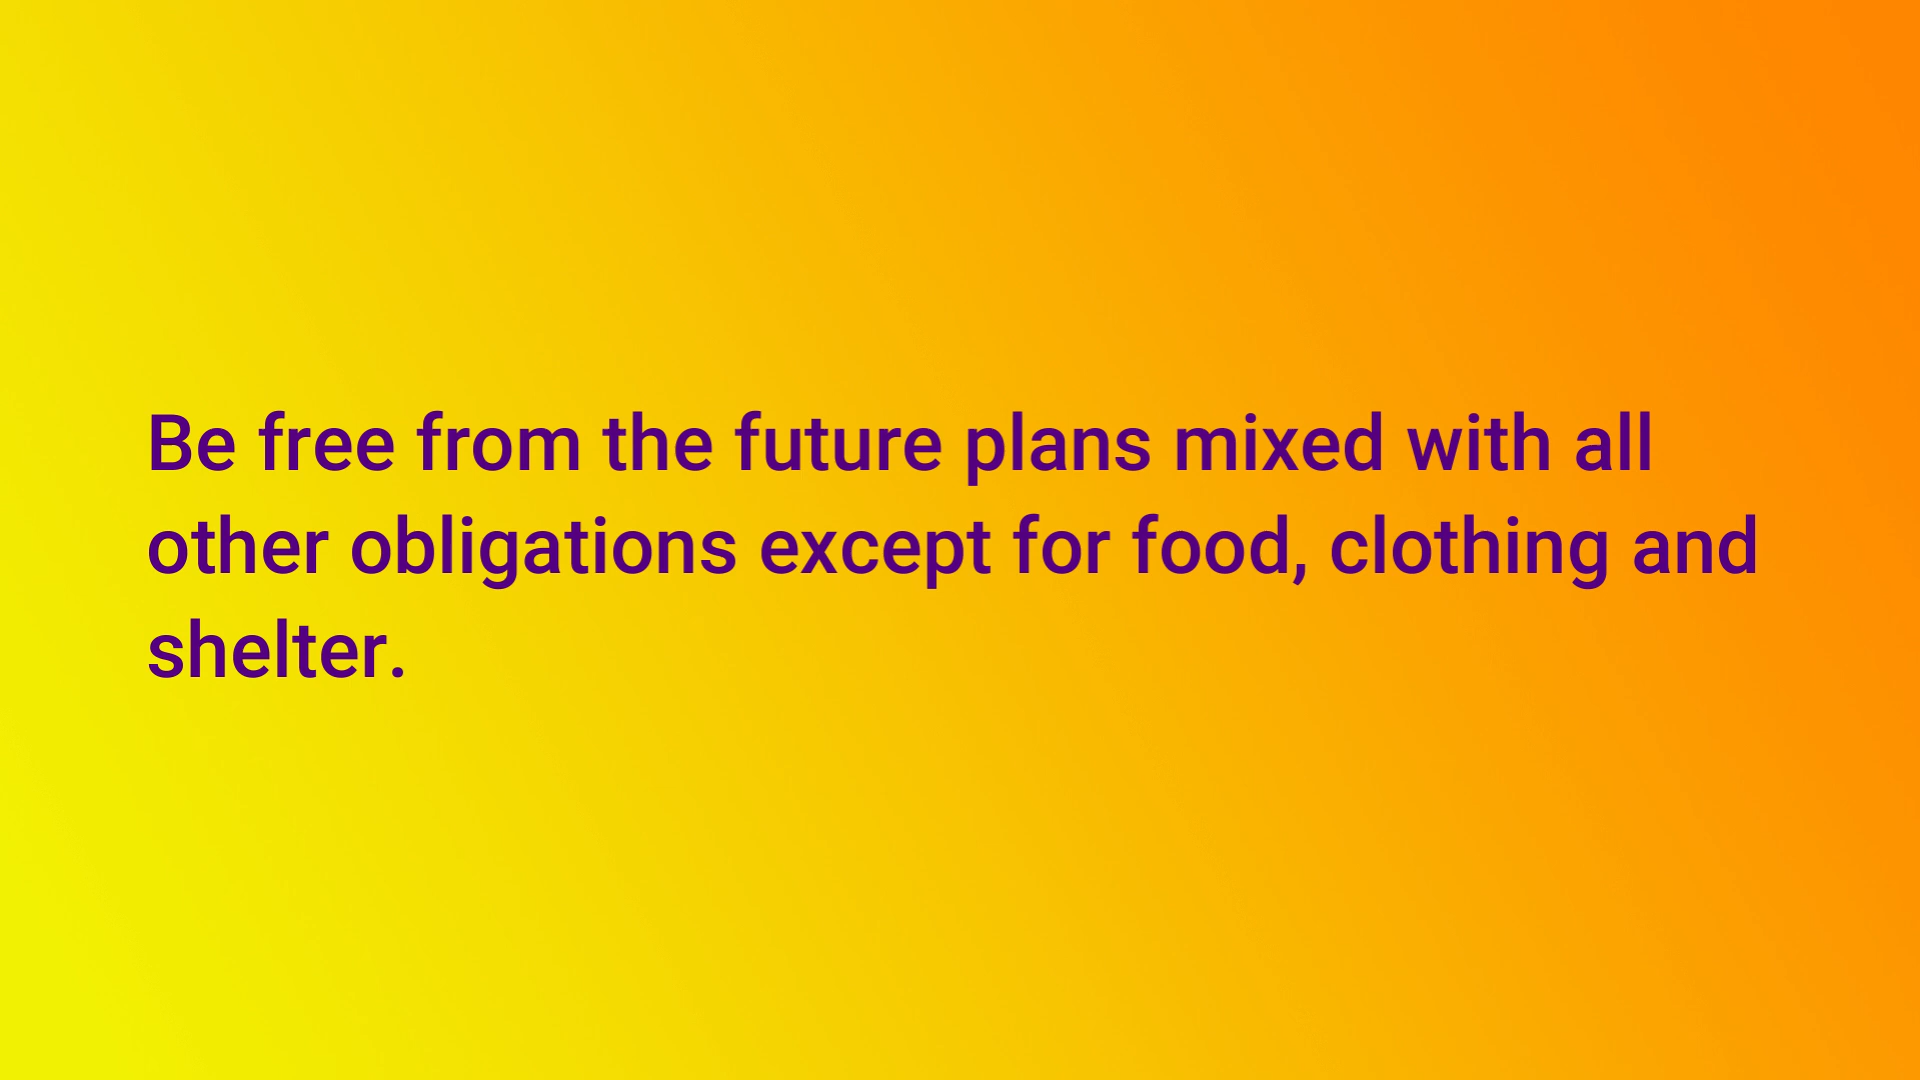 Be free from the future plans mixed with all
other obligations except for food, clothing and
shelter.